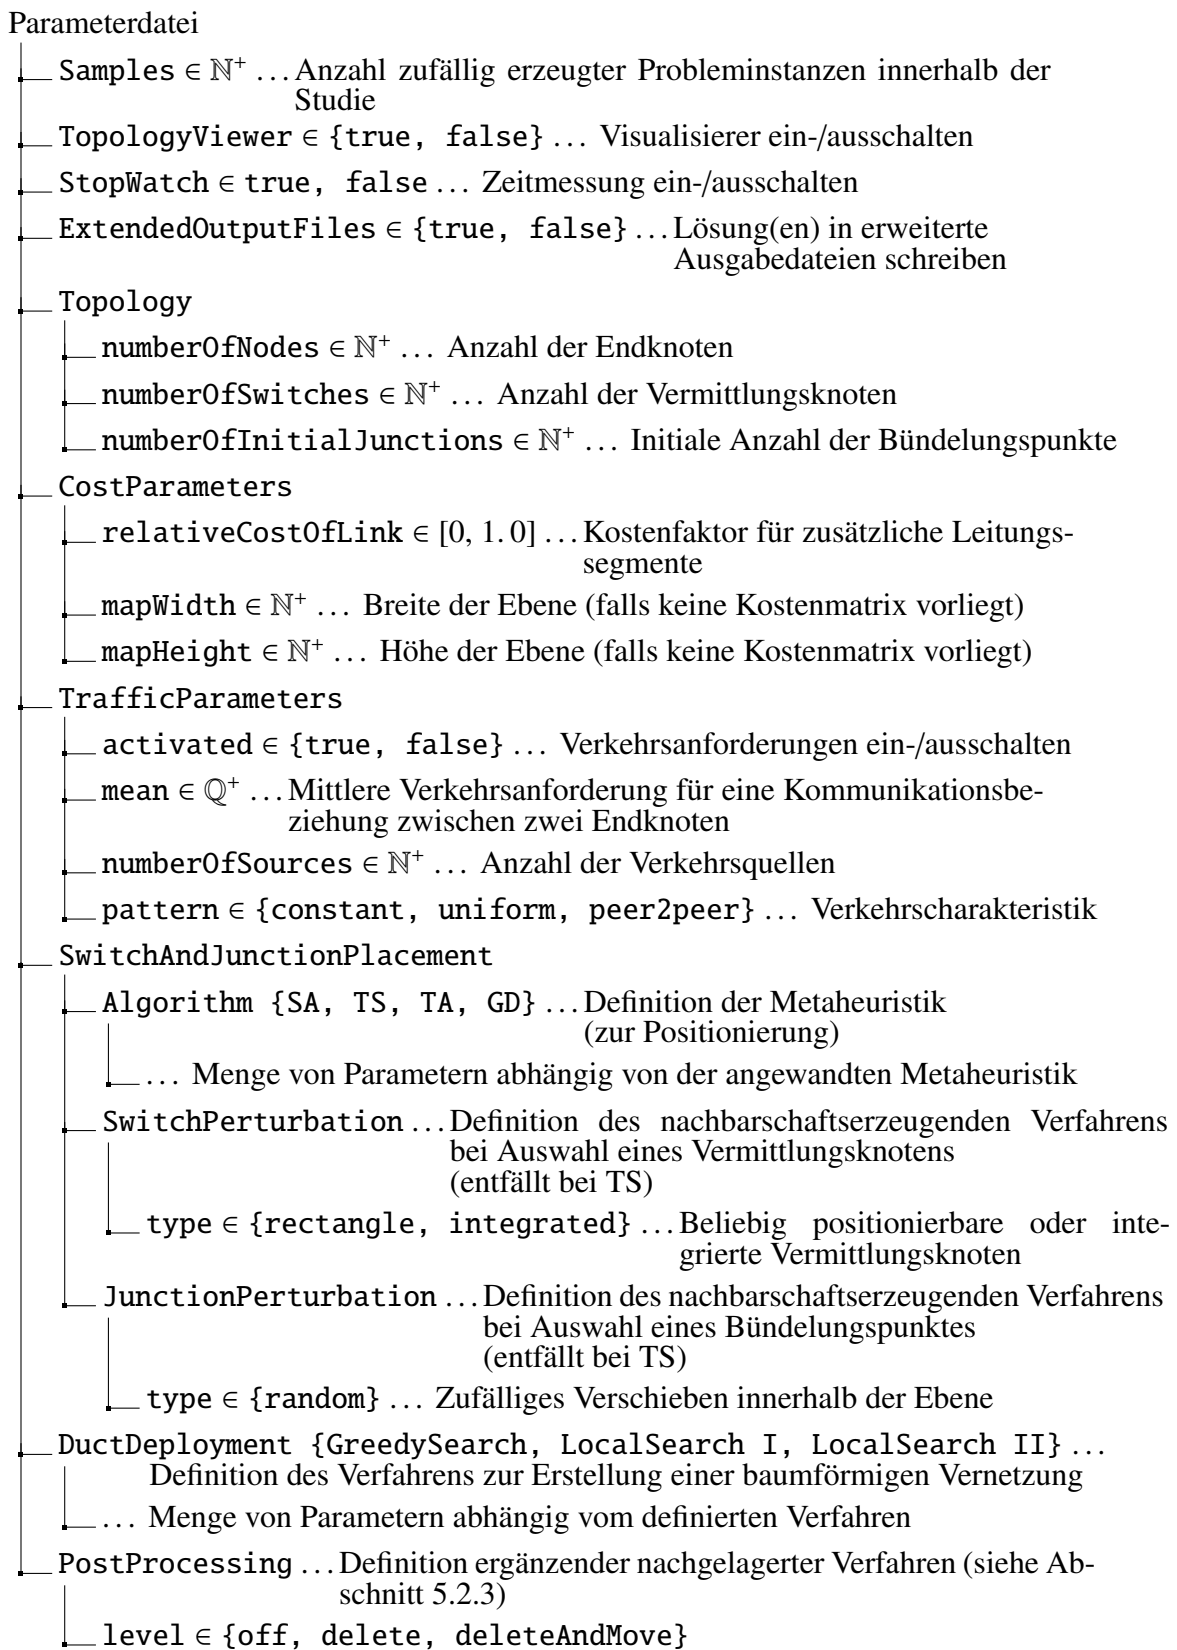 Parameterdatei
Samples ∈ ℕ⁺ ... Anzahl zufällig erzeugter Probleminstanzen innerhalb der
Studie
TopologyViewer ∈ {true, false} ... Visualisierer ein-/ausschalten
StopWatch ∈ true, false ... Zeitmessung ein-/ausschalten
ExtendedOutputFiles ∈ {true, false} ... Lösung(en) in erweiterte
Ausgabedateien schreiben
Topology
numberOfNodes ∈ ℕ⁺ ... Anzahl der Endknoten
numberOfSwitches ∈ ℕ⁺ ... Anzahl der Vermittlungsknoten
numberOfInitialJunctions ∈ ℕ⁺ ... Initiale Anzahl der Bündelungspunkte
CostParameters
relativeCostOfLink ∈ [0, 1.0] ... Kostenfaktor für zusätzliche Leitungs-
segmente
mapWidth ∈ ℕ⁺ ... Breite der Ebene (falls keine Kostenmatrix vorliegt)
mapHeight ∈ ℕ⁺ ... Höhe der Ebene (falls keine Kostenmatrix vorliegt)
TrafficParameters
activated ∈ {true, false} ... Verkehrsanforderungen ein-/ausschalten
mean ∈ ℚ⁺ ... Mittlere Verkehrsanforderung für eine Kommunikationsbe-
ziehung zwischen zwei Endknoten
numberOfSources ∈ ℕ⁺ ... Anzahl der Verkehrsquellen
pattern ∈ {constant, uniform, peer2peer} ... Verkehrscharakteristik
SwitchAndJunctionPlacement
Algorithm {SA, TS, TA, GD} ... Definition der Metaheuristik
(zur Positionierung)
... Menge von Parametern abhängig von der angewandten Metaheuristik
SwitchPerturbation ... Definition des nachbarschaftserzeugenden Verfahrens
bei Auswahl eines Vermittlungsknotens
(entfällt bei TS)
type ∈ {rectangle, integrated} ... Beliebig positionierbare oder inte-
grierte Vermittlungsknoten
JunctionPerturbation ... Definition des nachbarschaftserzeugenden Verfahrens
bei Auswahl eines Bündelungspunktes
(entfällt bei TS)
type ∈ {random} ... Zufälliges Verschieben innerhalb der Ebene
DuctDeployment {GreedySearch, LocalSearch I, LocalSearch II} ...
Definition des Verfahrens zur Erstellung einer baumförmigen Vernetzung
... Menge von Parametern abhängig vom definierten Verfahren
PostProcessing ... Definition ergänzender nachgelagerter Verfahren (siehe Ab-
schnitt 5.2.3)
level ∈ {off, delete, deleteAndMove}